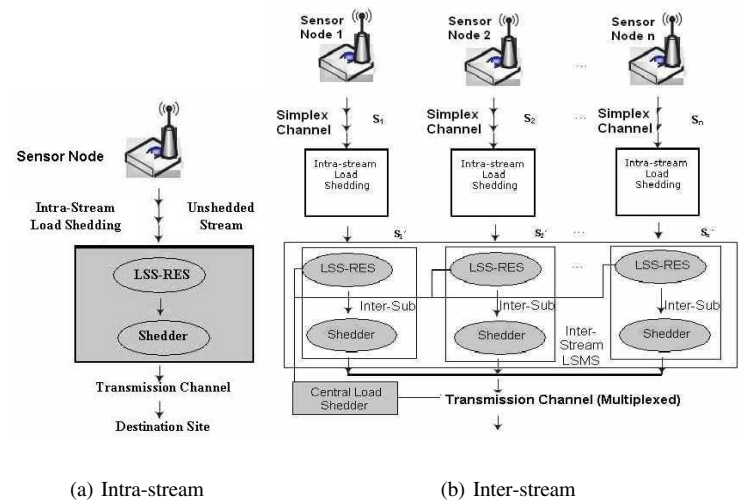 Sensor Node
Intra-Stream
Load Shedding
Unshedded
Stream
LSS-RES
Shedder
Transmission Channel
Destination Site
(a) Intra-stream
Sensor
Node 1
Sensor
Node 2
...
Sensor
Node n
Simplex
Channel
S1
Simplex
Channel
S2
...
Simplex
Channel
Sn
Intra-stream
Load
Shedding
Intra-stream
Load
Shedding
Intra-stream
Load
Shedding
S1´
S2´
...
Sn´
LSS-RES
LSS-RES
...
LSS-RES
Inter-Sub
Inter-Sub
Inter-Sub
Shedder
Shedder
Inter-
Stream
LSMS
Shedder
Central Load
Shedder
Transmission Channel (Multiplexed)
(b) Inter-stream